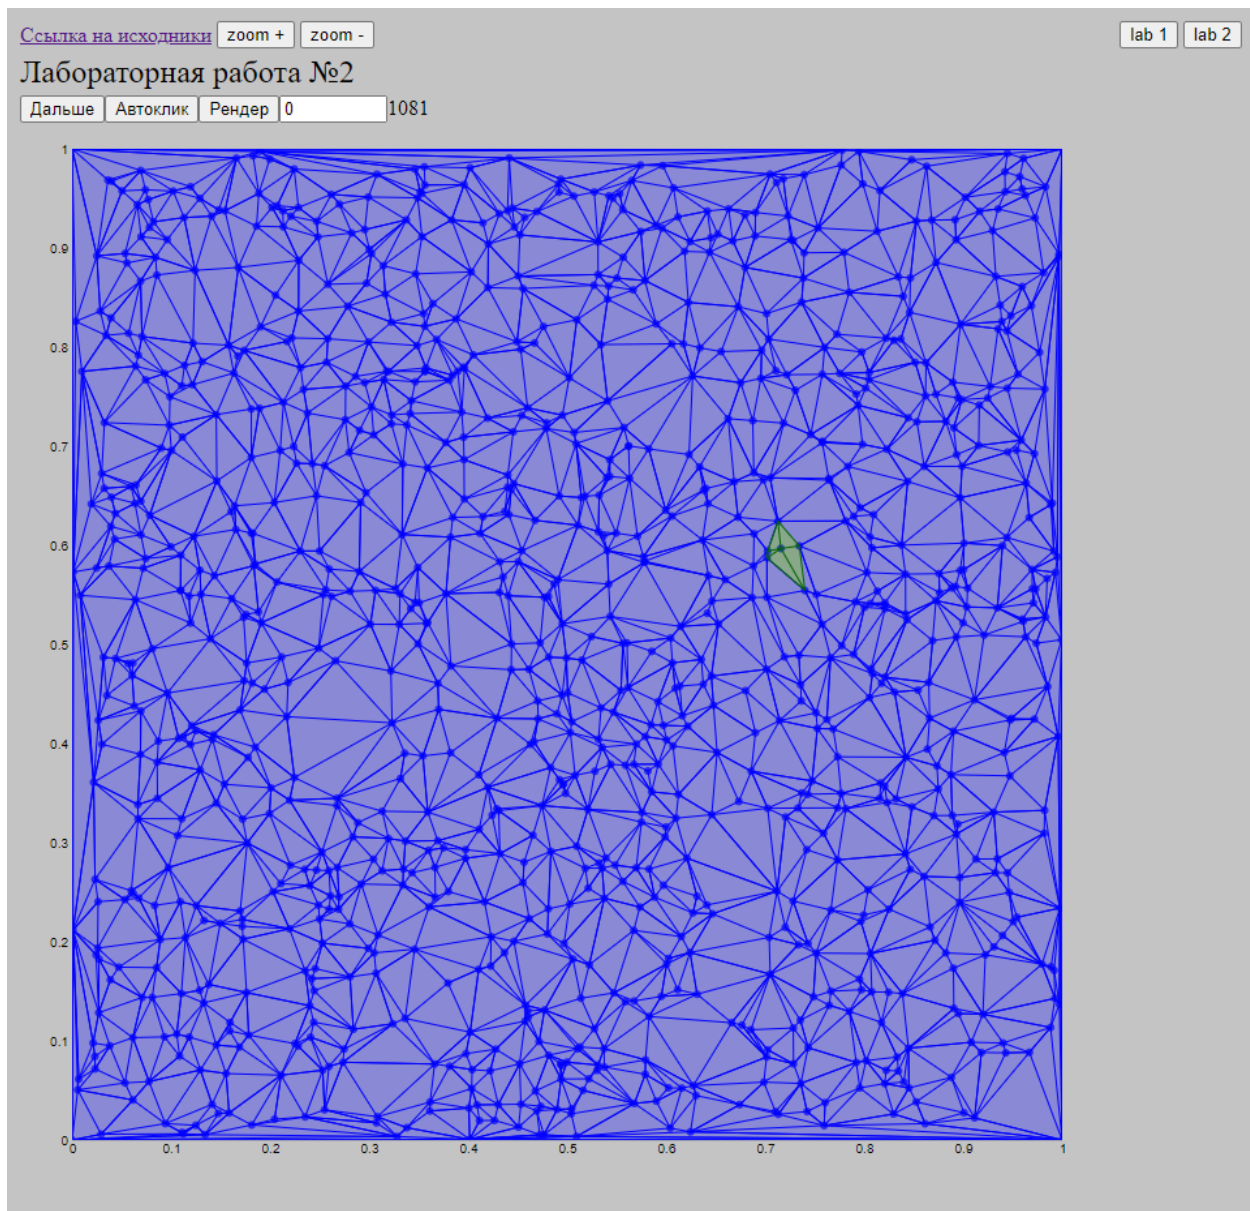 Ссылка на исходники zoom + zoom - lab 1 lab 2
Лабораторная работа №2
Дальше Автоклик Рендер 0 1081
1
0.9
0.8
0.7
0.6
0.5
0.4
0.3
0.2
0.1
0
0 0.1 0.2 0.3 0.4 0.5 0.6 0.7 0.8 0.9 1